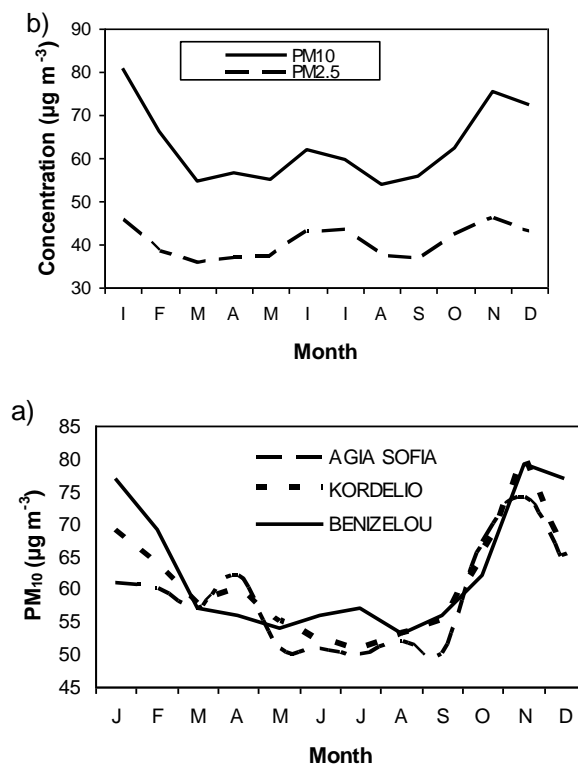 b)
90
80
70
60
50
40
30
Concentration (µg m⁻³)
PM10
PM2.5
I F M A M I I A S O N D
Month
a)
85
80
75
70
65
60
55
50
45
PM₁₀ (µg m⁻³)
AGIA SOFIA
KORDELIO
BENIZELOU
J F M A M J J A S O N D
Month